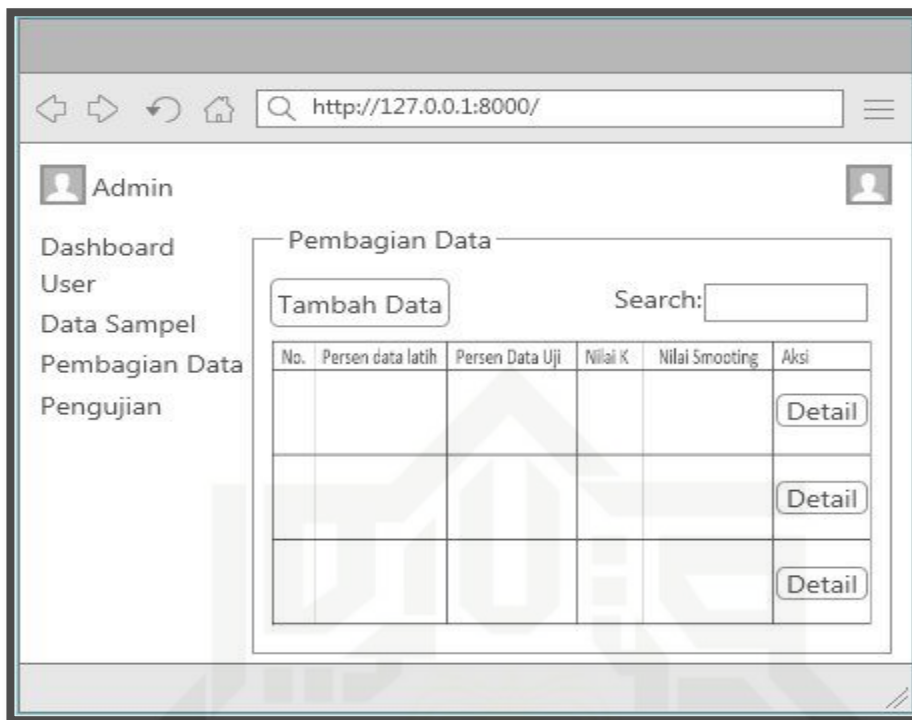 http://127.0.0.1:8000/
Admin
Dashboard
User
Data Sampel
Pembagian Data
Pengujian
Pembagian Data
Tambah Data
Search:
No. Persen data latih Persen Data Uji Nilai K Nilai Smooting Aksi
Detail
Detail
Detail